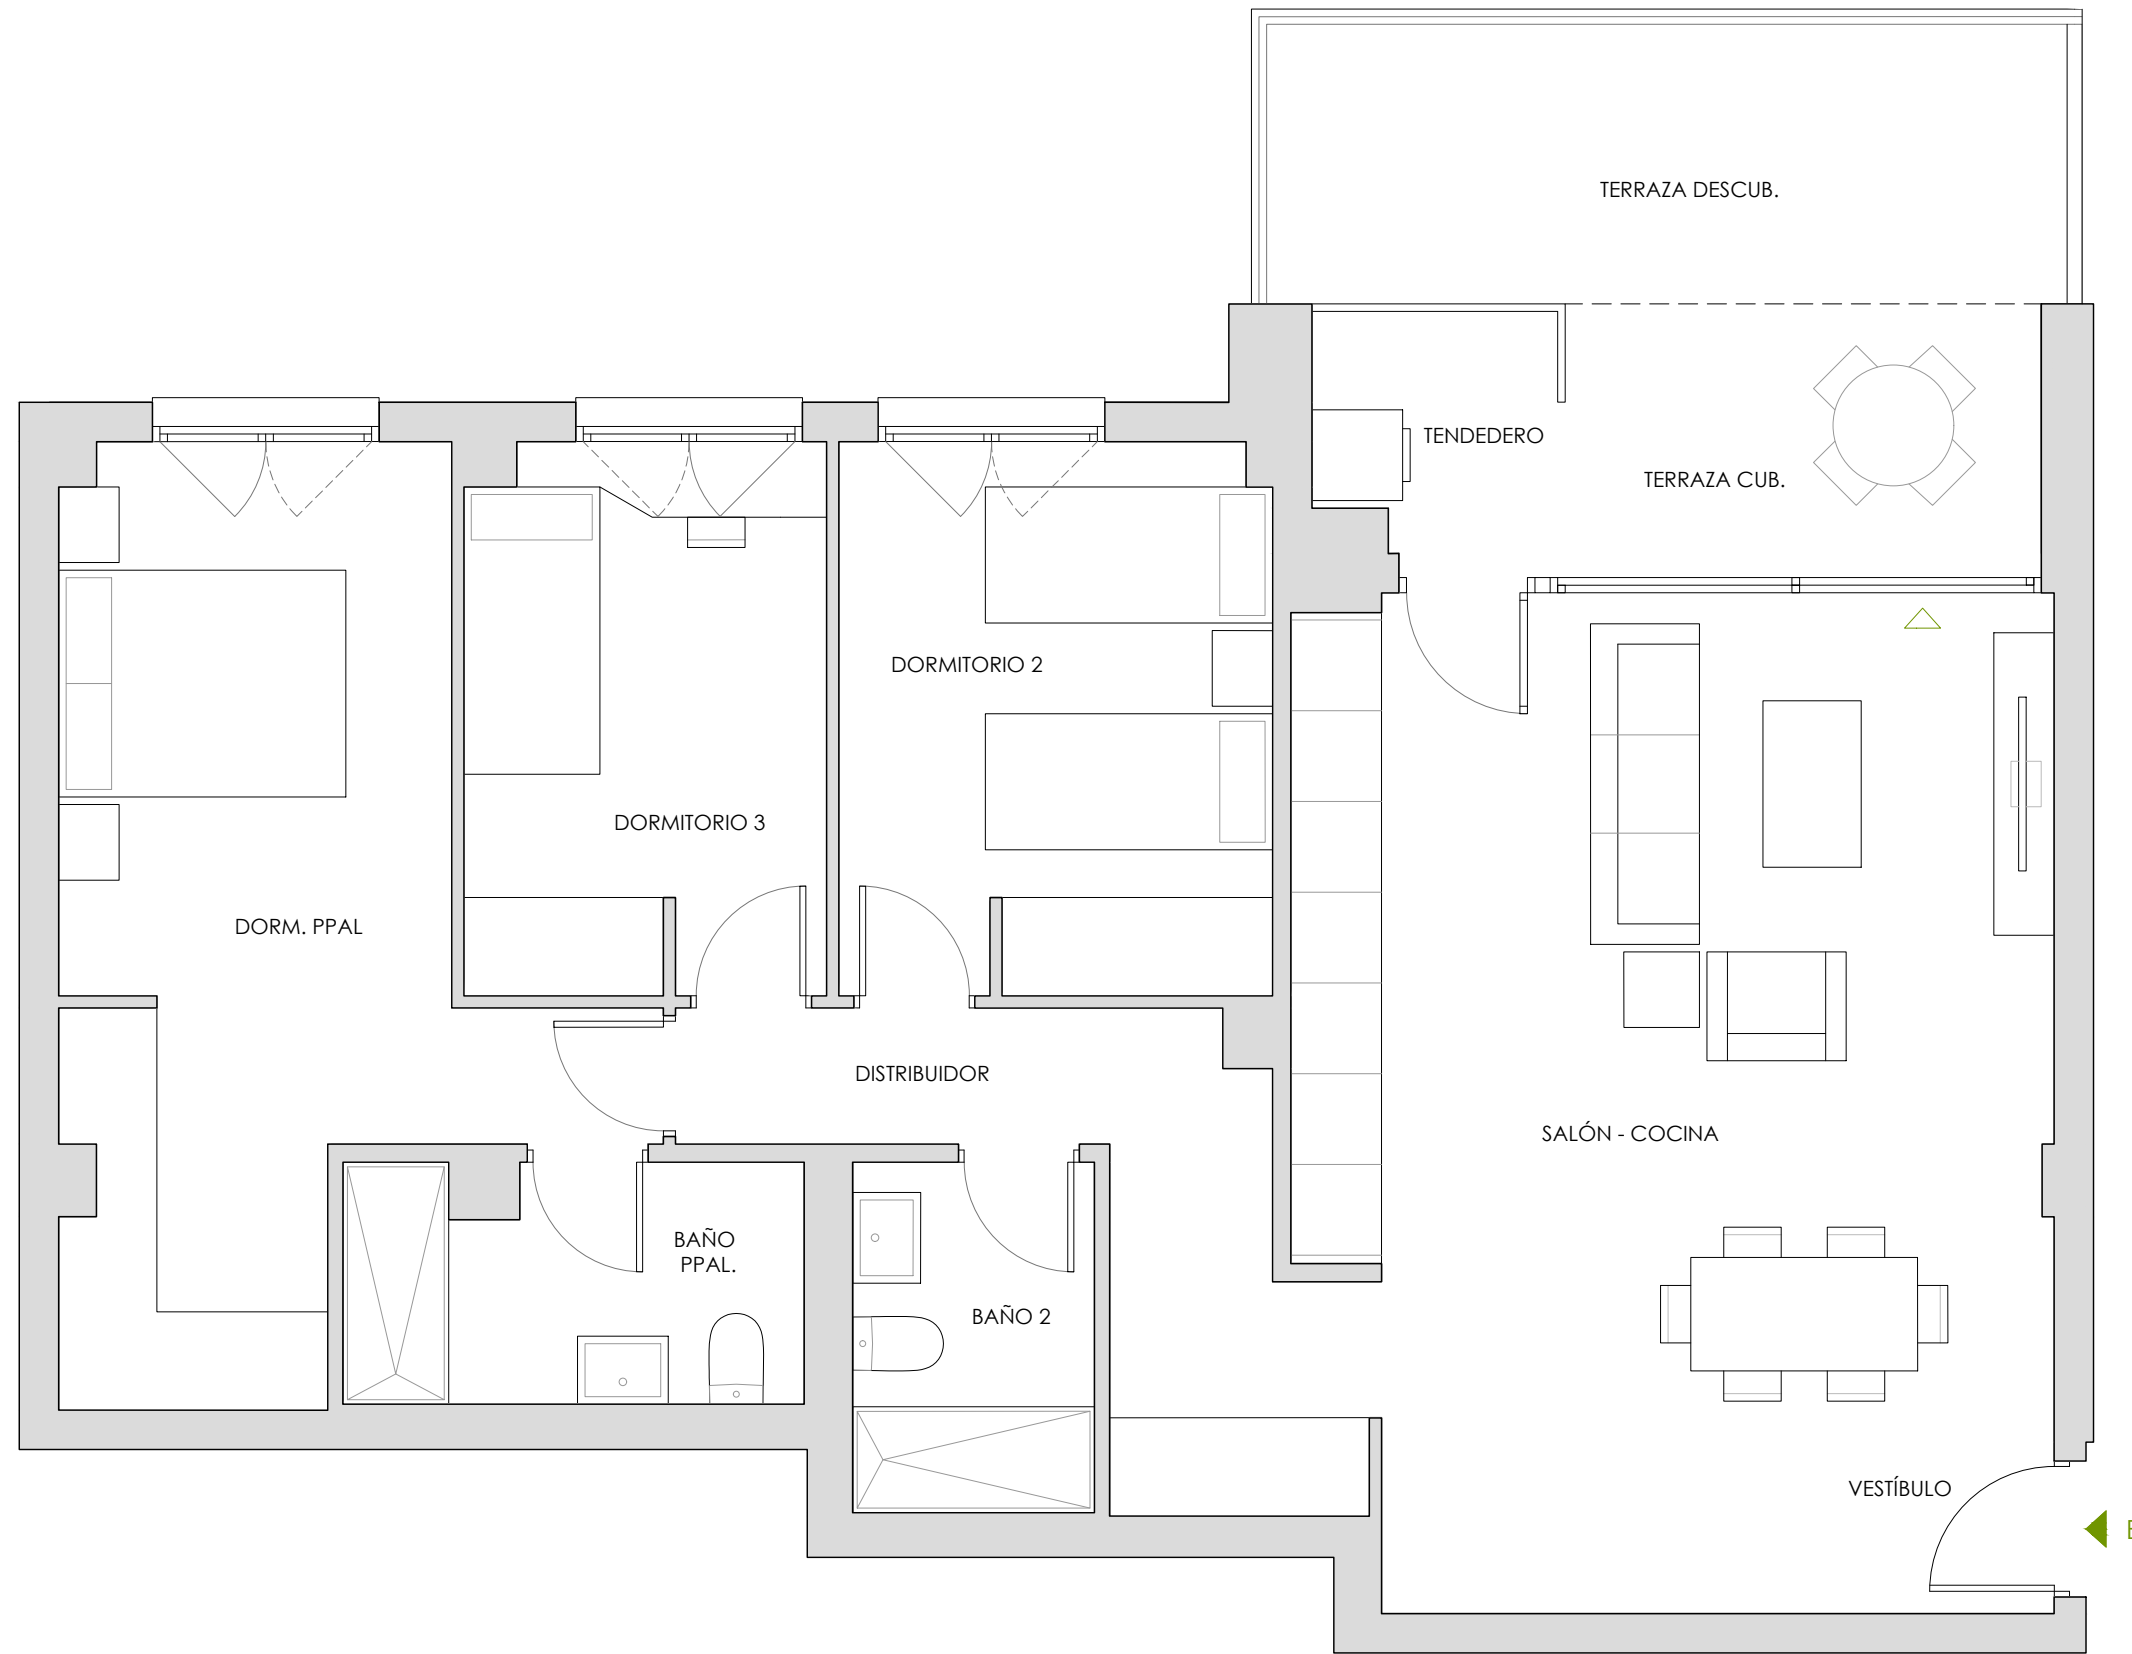 TERRAZA DESCUB.
TENDEDERO
TERRAZA CUB.
DORMITORIO 2
DORMITORIO 3
DORM. PPAL
DISTRIBUIDOR
SALÓN - COCINA
BAÑO
PPAL.
BAÑO 2
VESTÍBULO